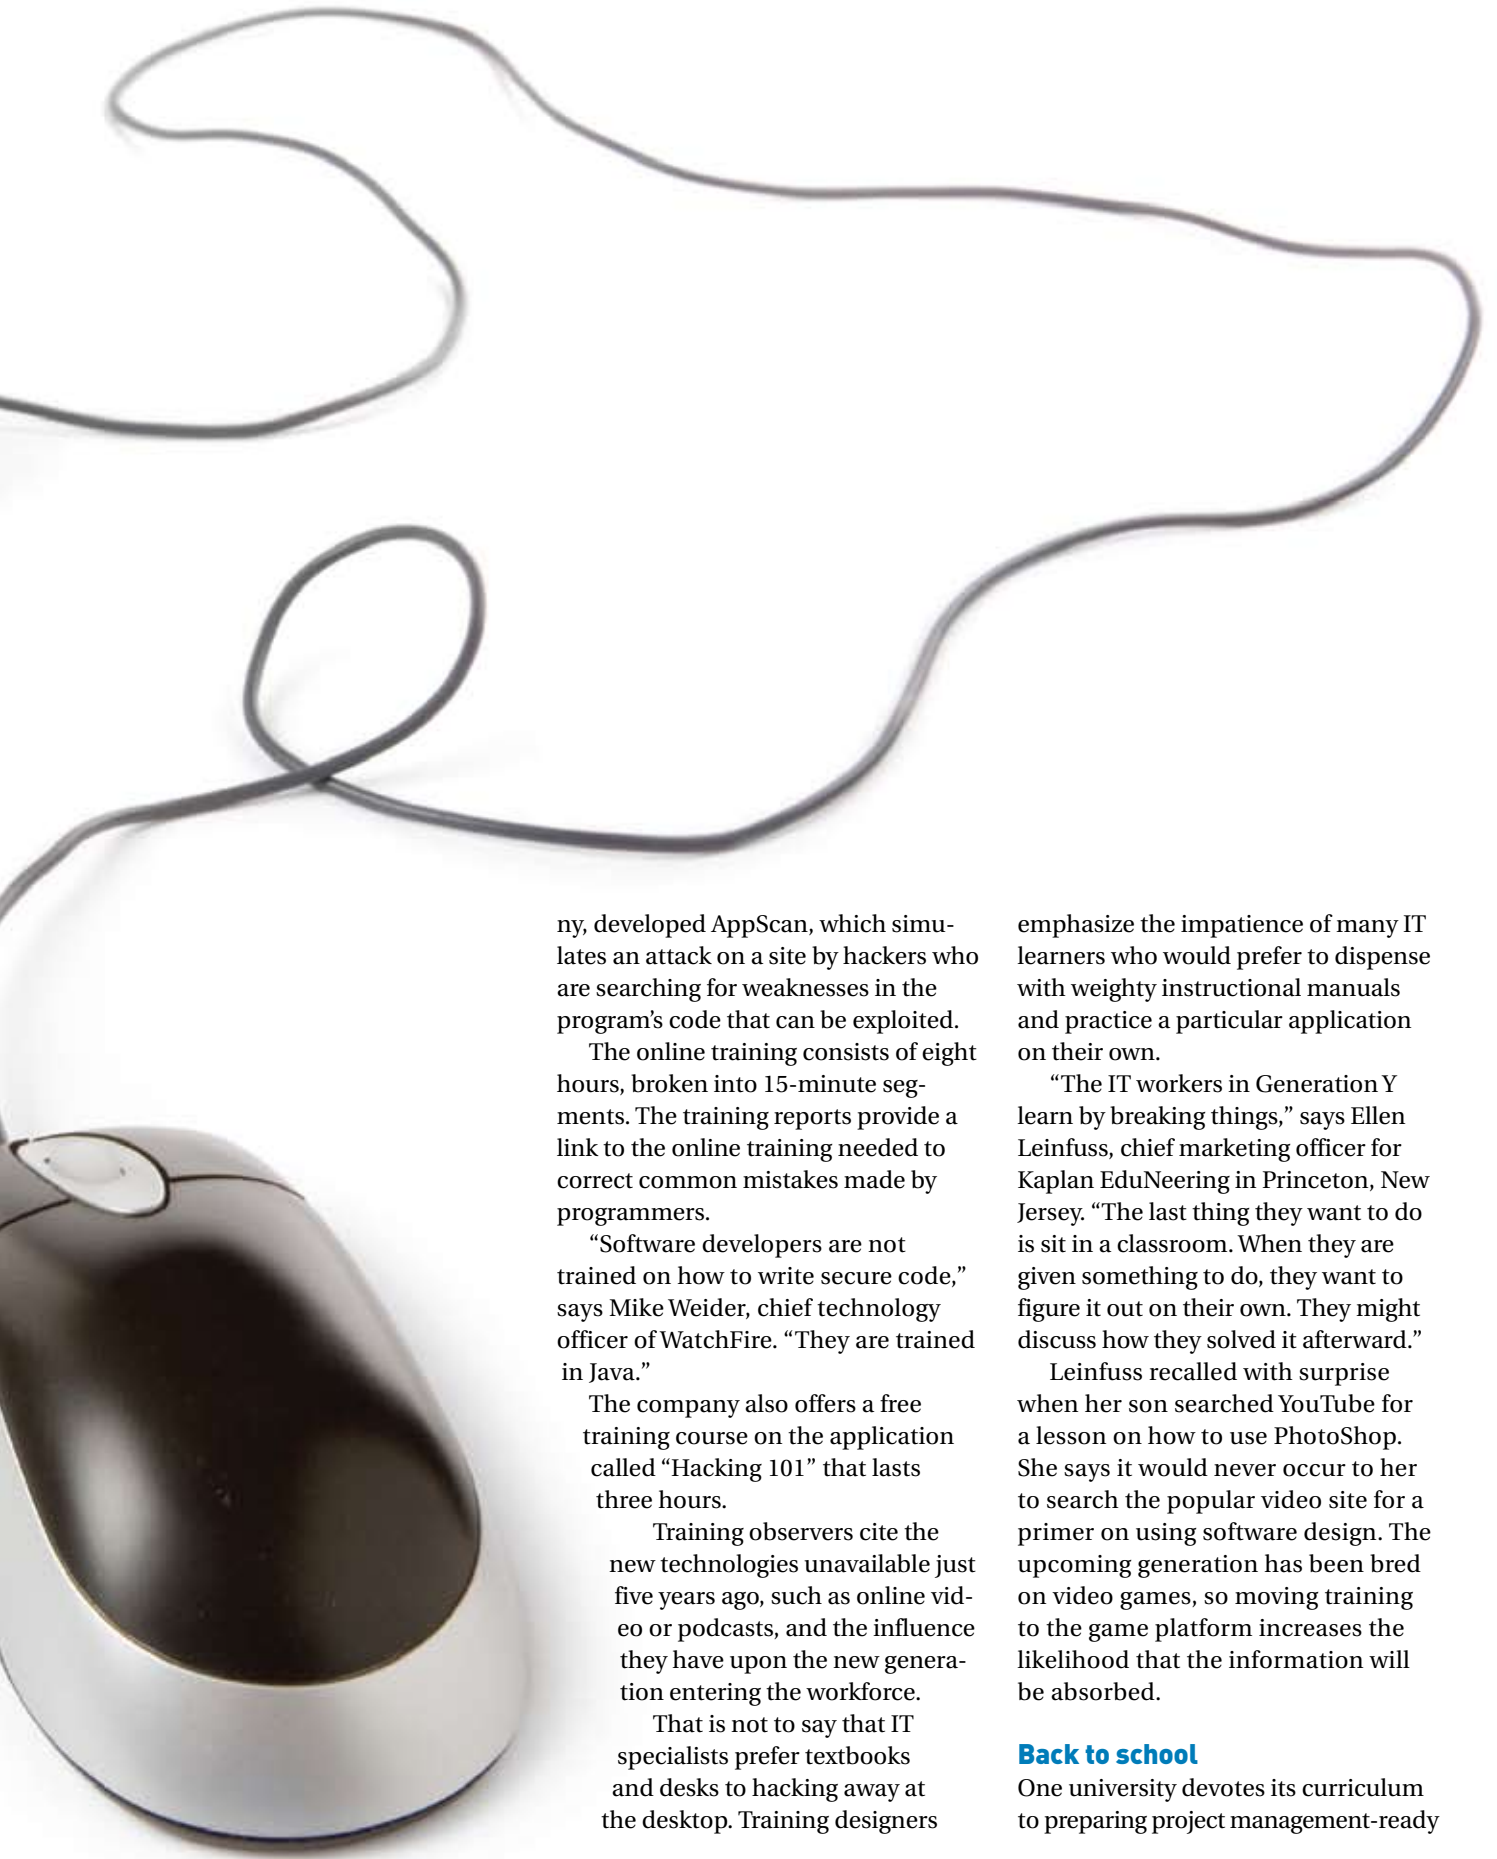 ny, developed AppScan, which simu-
lates an attack on a site by hackers who
are searching for weaknesses in the
program's code that can be exploited.
The online training consists of eight
hours, broken into 15-minute seg-
ments. The training reports provide a
link to the online training needed to
correct common mistakes made by
programmers.
“Software developers are not
trained on how to write secure code,”
says Mike Weider, chief technology
officer of WatchFire. “They are trained
in Java.”
The company also offers a free
training course on the application
called “Hacking 101” that lasts
three hours.
Training observers cite the
new technologies unavailable just
five years ago, such as online vid-
eo or podcasts, and the influence
they have upon the new genera-
tion entering the workforce.
That is not to say that IT
specialists prefer textbooks
and desks to hacking away at
the desktop. Training designers
emphasize the impatience of many IT
learners who would prefer to dispense
with weighty instructional manuals
and practice a particular application
on their own.
“The IT workers in Generation Y
learn by breaking things,” says Ellen
Leinfuss, chief marketing officer for
Kaplan EduNeering in Princeton, New
Jersey. “The last thing they want to do
is sit in a classroom. When they are
given something to do, they want to
figure it out on their own. They might
discuss how they solved it afterward.”
Leinfuss recalled with surprise
when her son searched YouTube for
a lesson on how to use PhotoShop.
She says it would never occur to her
to search the popular video site for a
primer on using software design. The
upcoming generation has been bred
on video games, so moving training
to the game platform increases the
likelihood that the information will
be absorbed.
Back to school
One university devotes its curriculum
to preparing project management-ready